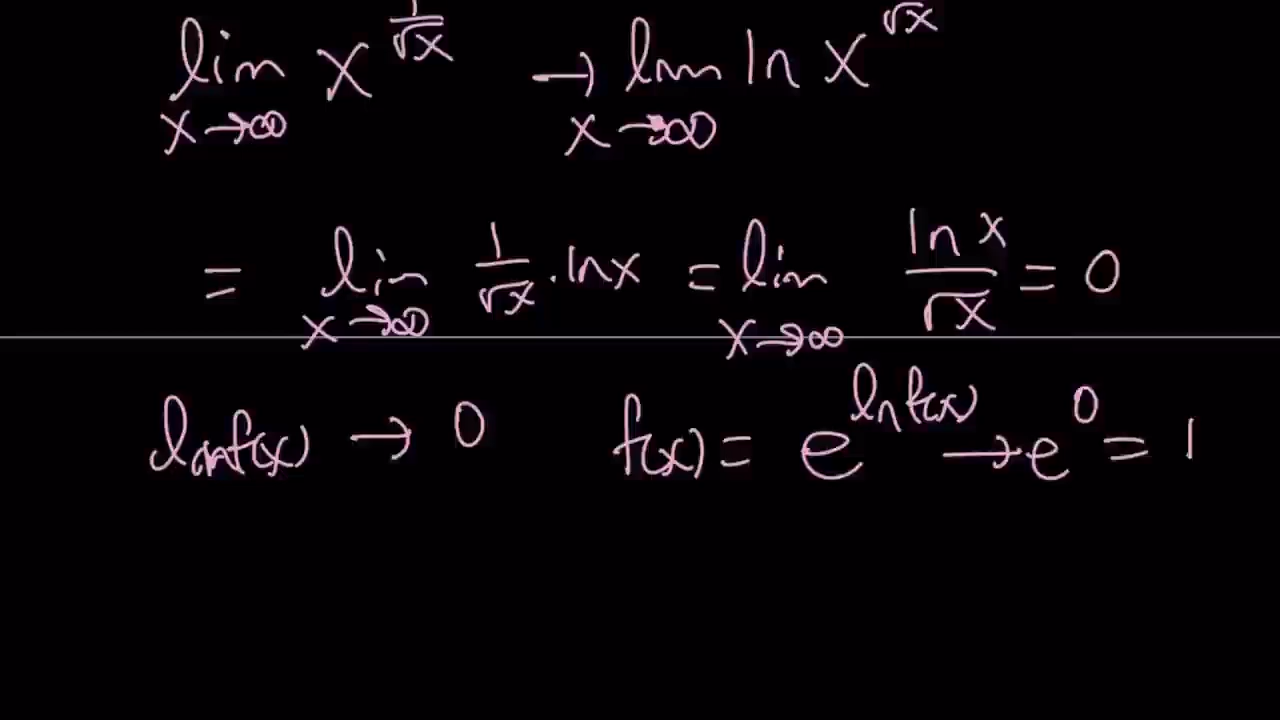 lim x→∞ x^(1/√x) → lim x→∞ ln x^(√x)
= lim x→∞ 1/√x · ln x = lim x→∞ ln x/√x = 0
ln f(x) → 0 f(x) = e^(ln f(x)) → e^0 = 1